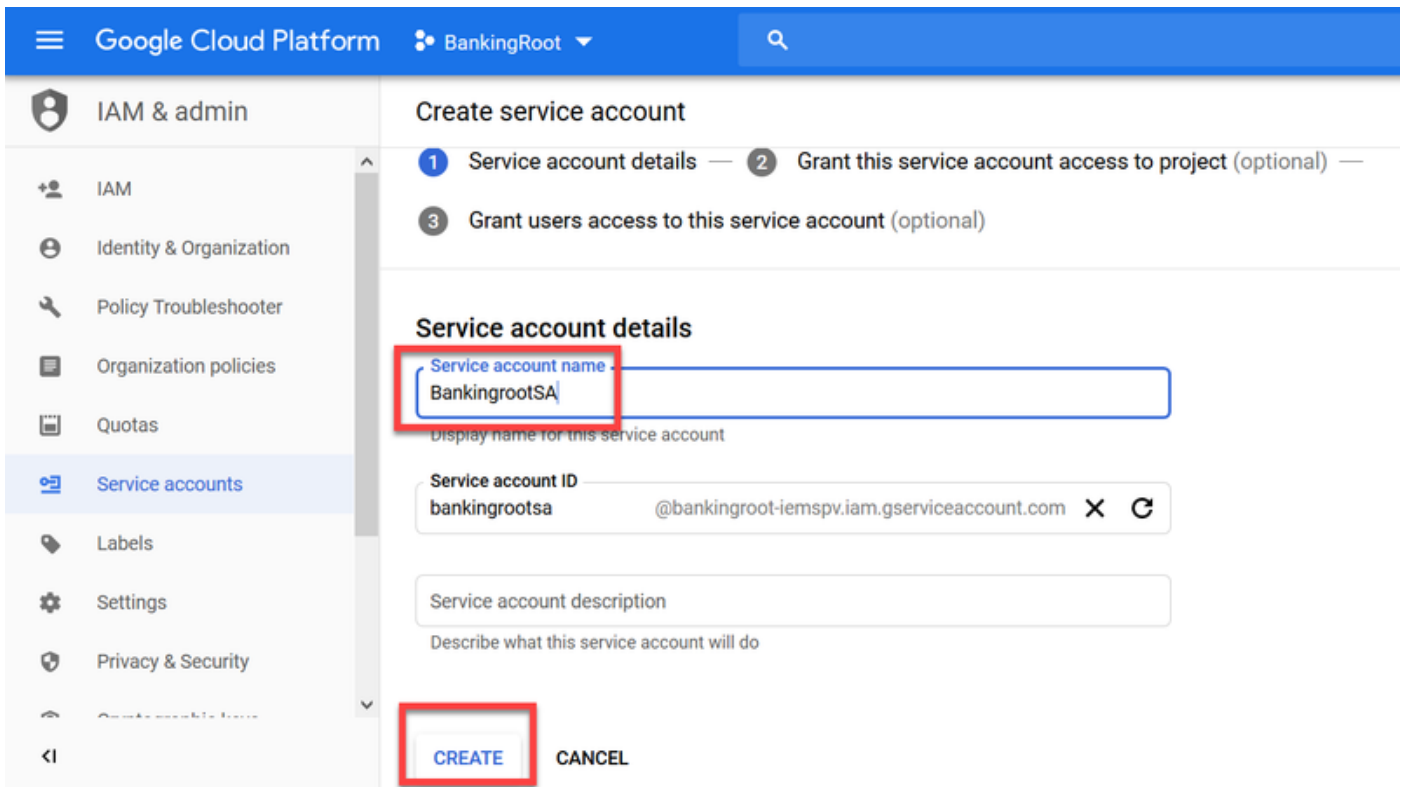 Google Cloud Platform BankingRoot
IAM & admin
Create service account
1 Service account details — 2 Grant this service account access to project (optional) —
3 Grant users access to this service account (optional)
IAM
Identity & Organization
Policy Troubleshooter
Organization policies
Quotas
Service accounts
Labels
Settings
Privacy & Security
Service account details
Service account name
BankingrootSA
Display name for this service account
Service account ID
bankingrootsa @bankingroot-iemspv.iam.gserviceaccount.com
Service account description
Describe what this service account will do
CREATE CANCEL